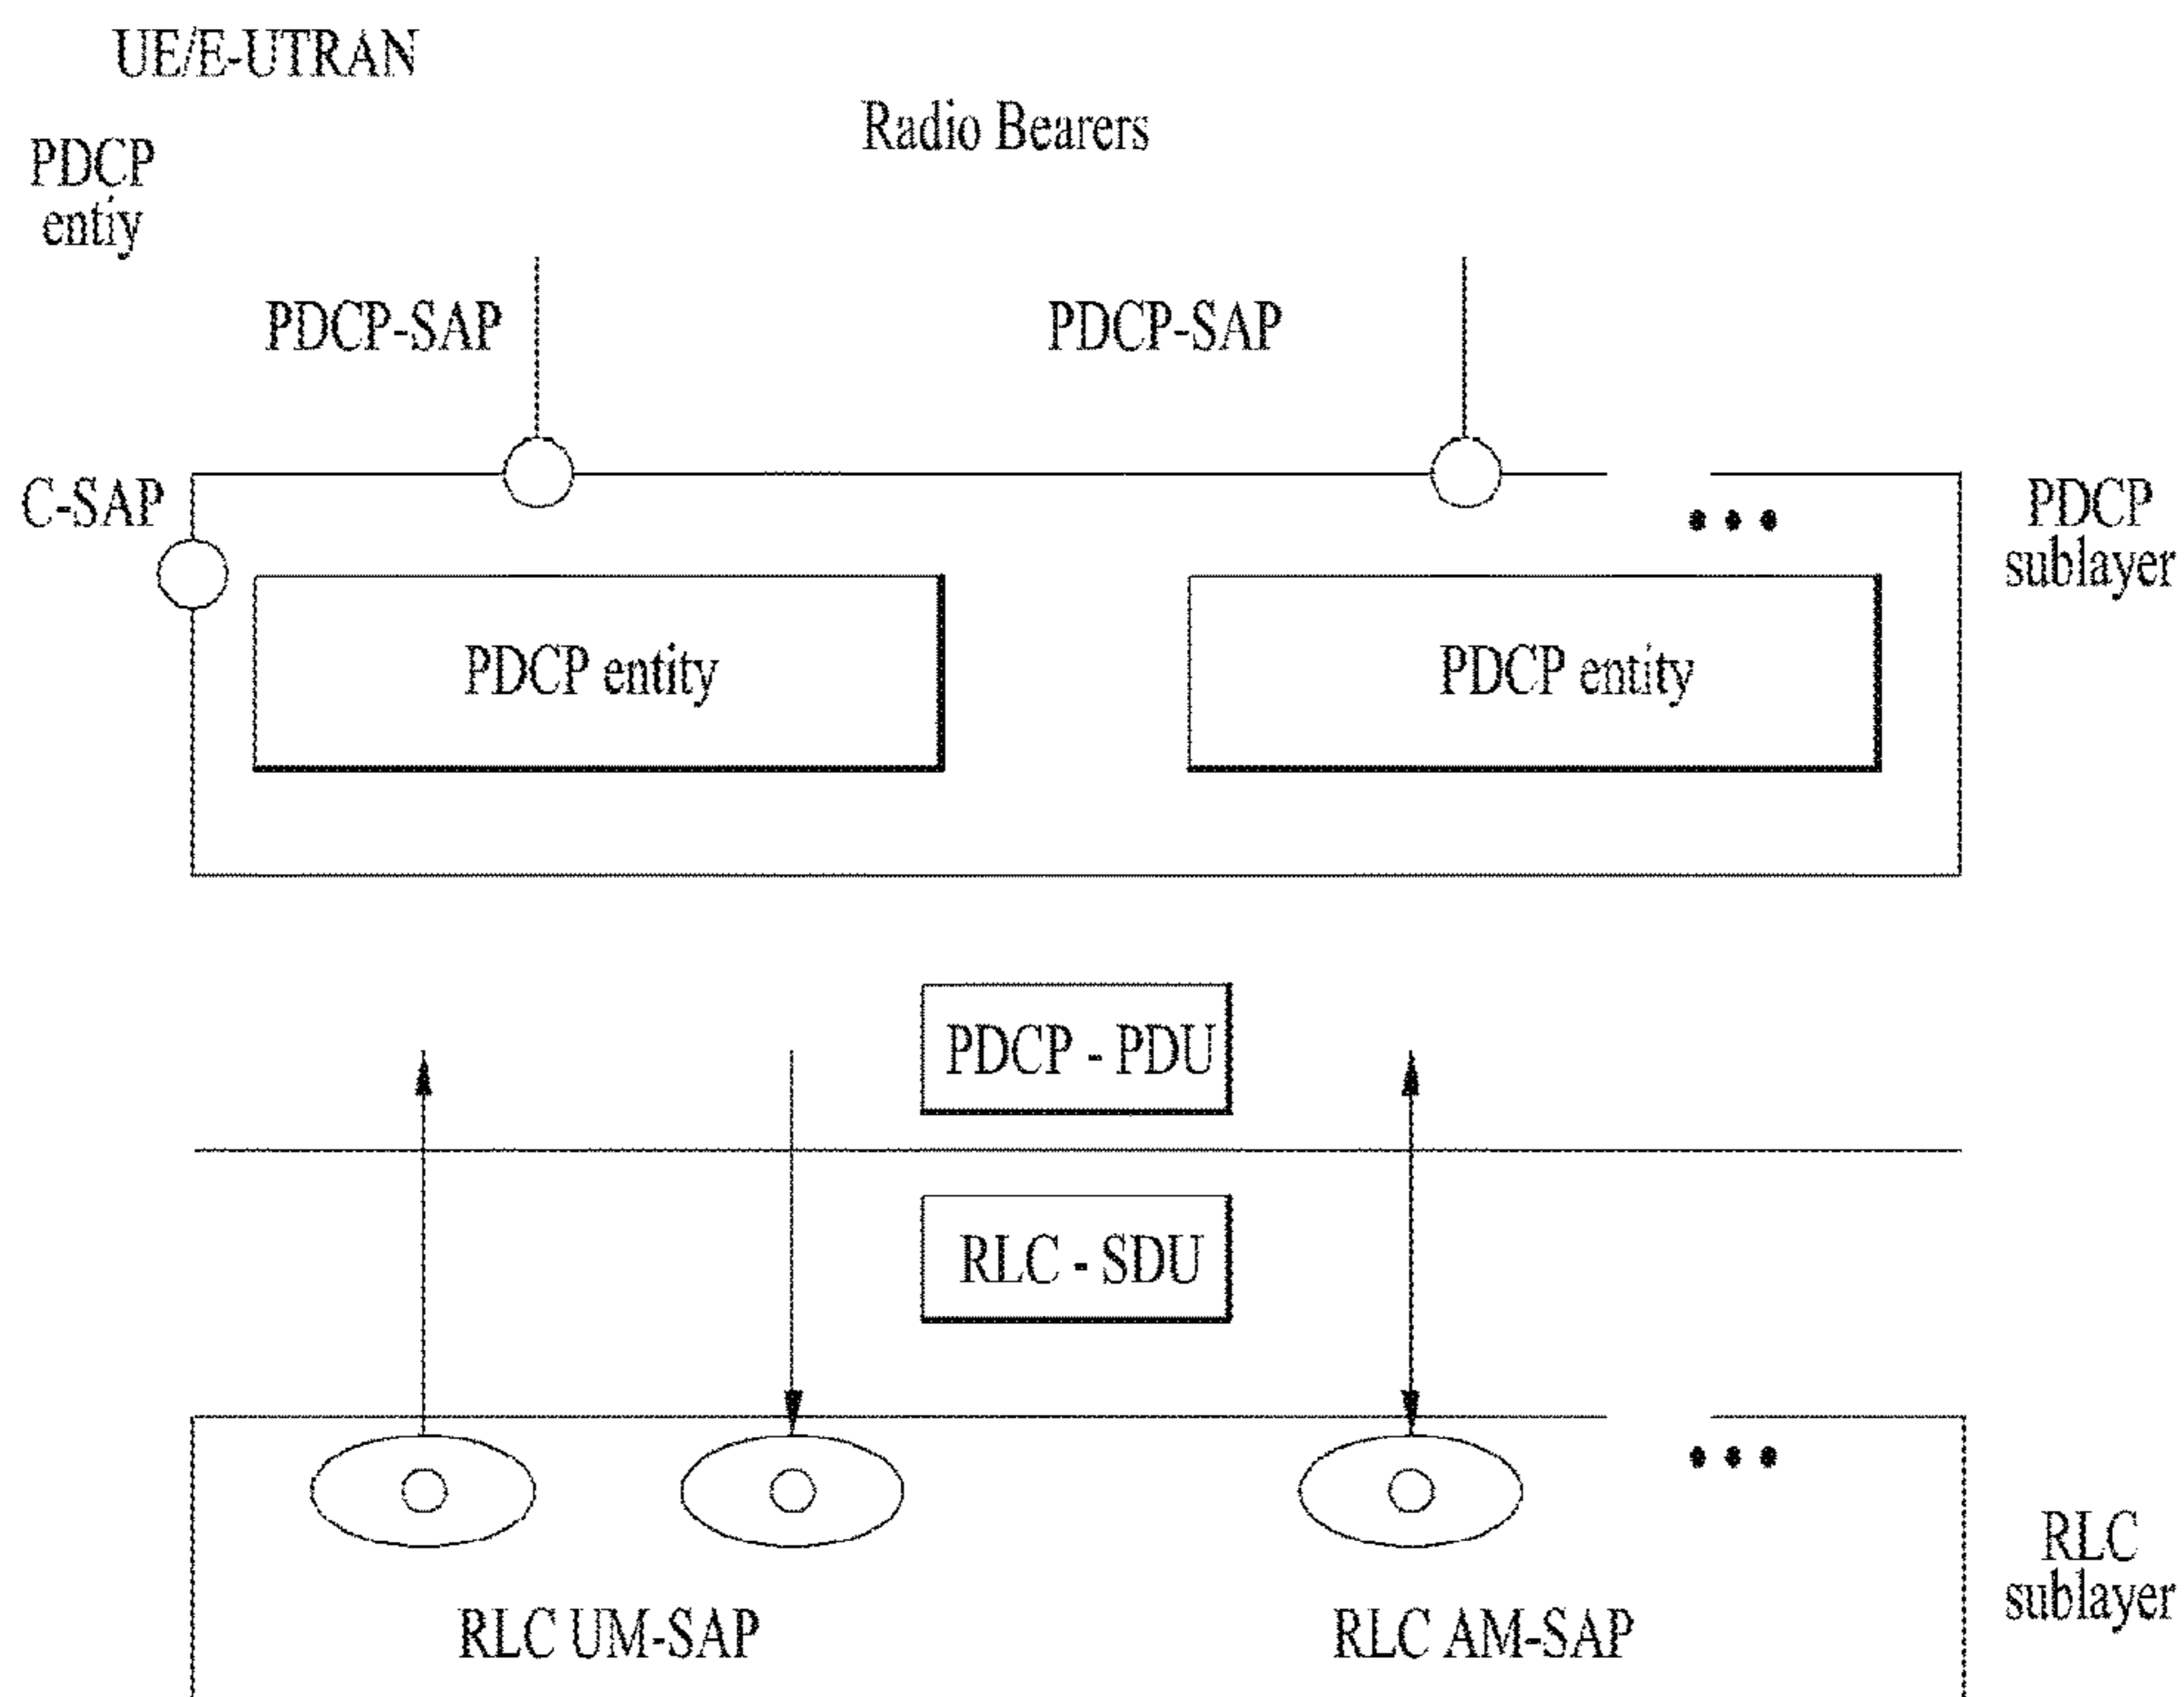 UE/E-UTRAN
Radio Bearers
PDCP
entiy
PDCP-SAP
PDCP-SAP
C-SAP
PDCP
sublayer
PDCP entity
PDCP entity
PDCP - PDU
RLC - SDU
RLC
sublayer
RLC UM-SAP
RLC AM-SAP